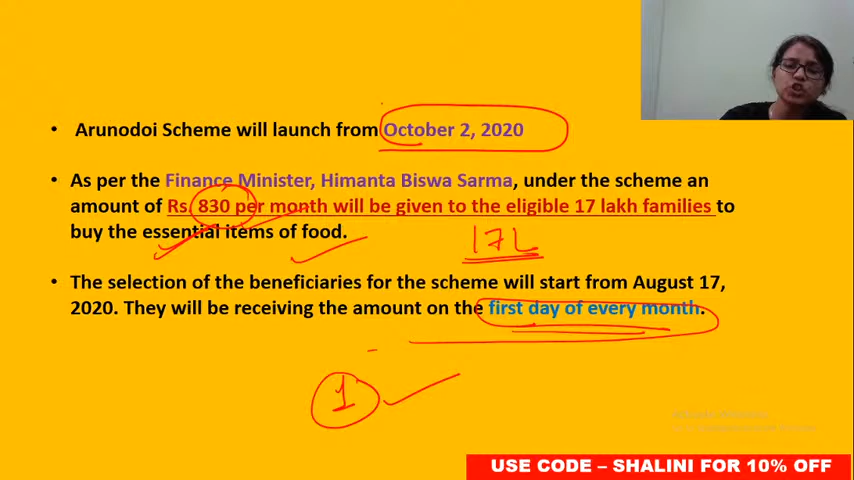 • Arunodoi Scheme will launch from October 2, 2020
• As per the Finance Minister, Himanta Biswa Sarma, under the scheme an
amount of Rs 830 per month will be given to the eligible 17 lakh families to
buy the essential items of food.
17L
• The selection of the beneficiaries for the scheme will start from August 17,
2020. They will be receiving the amount on the first day of every month.
1
USE CODE – SHALINI FOR 10% OFF